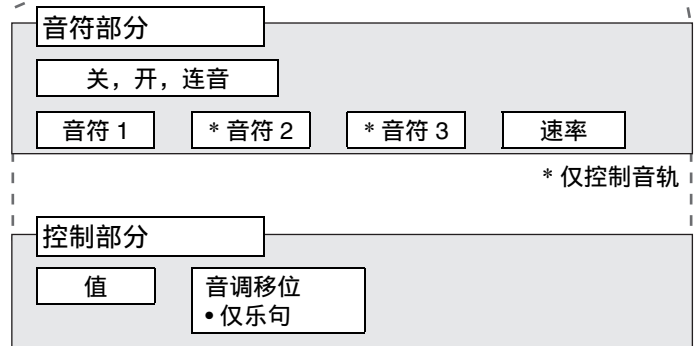 音符部分
关，开，连音
音符 1
* 音符 2
* 音符 3
速率
* 仅控制音轨
控制部分
值
音调移位
• 仅乐句